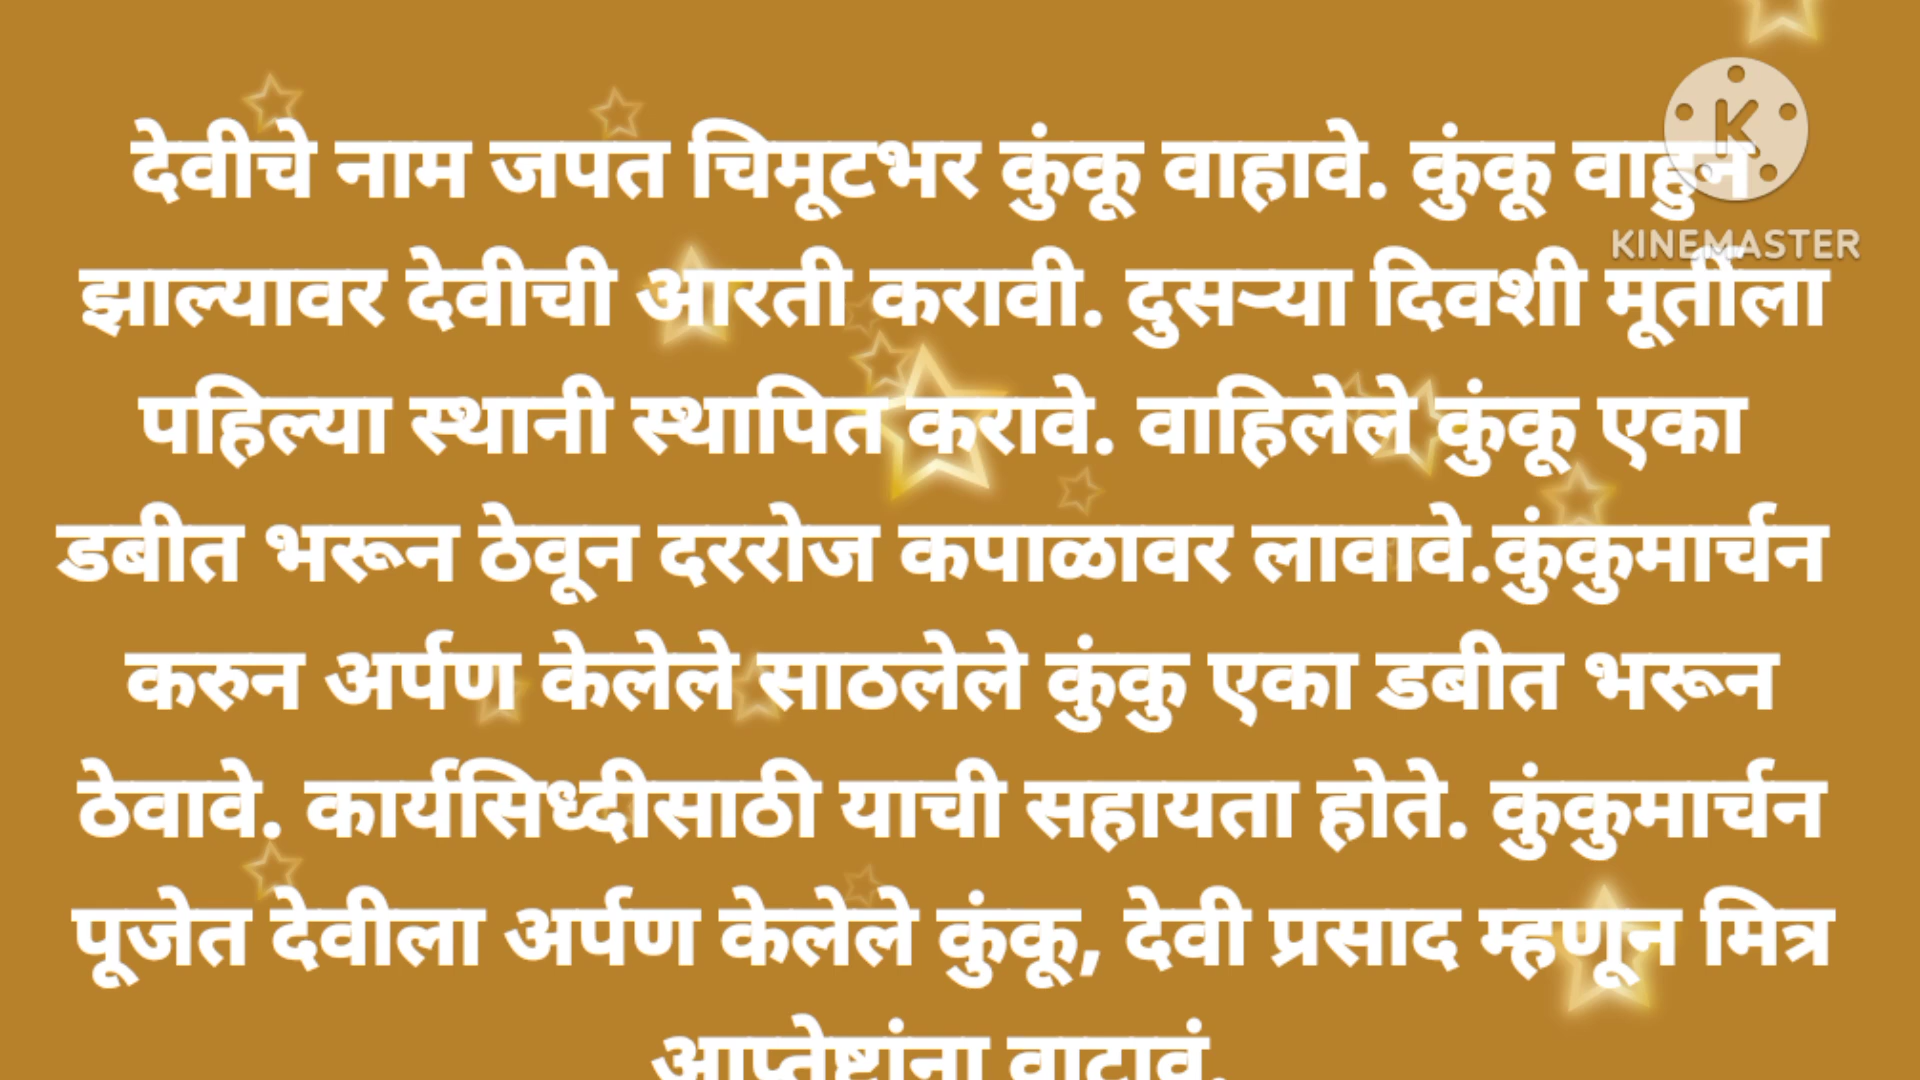 देवीचे नाम जपत चिमूटभर कुंकू वाहावे. कुंकू वाहुन
KINEMASTER
झाल्यावर देवीची आरती करावी. दुसऱ्या दिवशी मूर्तीला
पहिल्या स्थानी स्थापित करावे. वाहिलेले कुंकू एका
डबीत भरून ठेवून दररोज कपाळावर लावावे.कुंकुमार्चन
करुन अर्पण केलेले साठलेले कुंकु एका डबीत भरून
ठेवावे. कार्यसिध्दीसाठी याची सहायता होते. कुंकुमार्चन
पूजेत देवीला अर्पण केलेले कुंकू, देवी प्रसाद म्हणून मित्र
आप्तेष्टांना वाटावं.